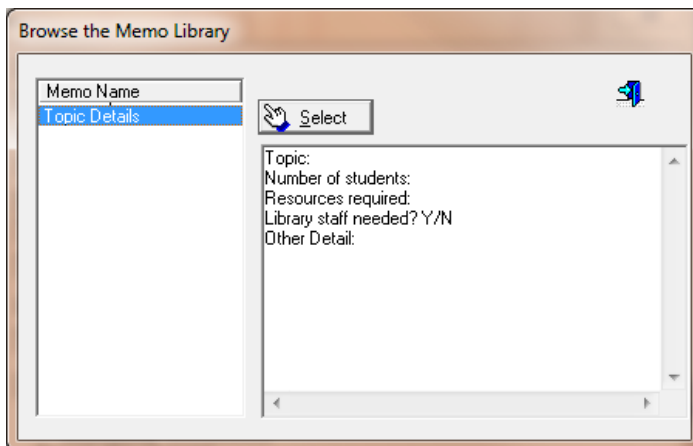 Browse the Memo Library
Memo Name
Topic Details
Select
Topic:
Number of students:
Resources required:
Library staff needed? Y/N
Other Detail: